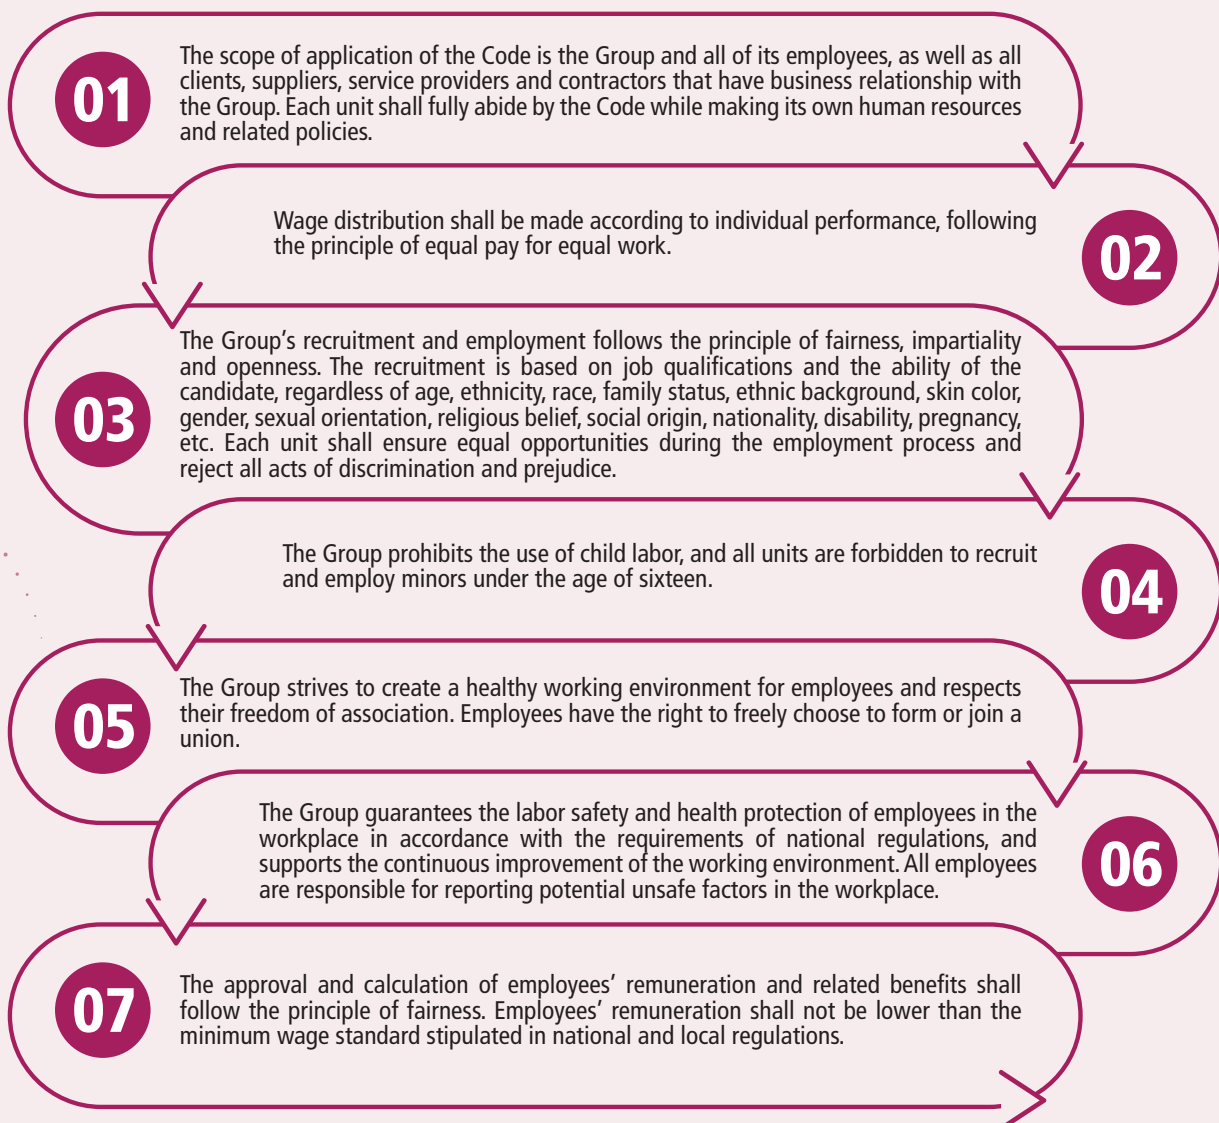 01
The scope of application of the Code is the Group and all of its employees, as well as all
clients, suppliers, service providers and contractors that have business relationship with
the Group. Each unit shall fully abide by the Code while making its own human resources
and related policies.
Wage distribution shall be made according to individual performance, following
the principle of equal pay for equal work.
02
03
The Group’s recruitment and employment follows the principle of fairness, impartiality
and openness. The recruitment is based on job qualifications and the ability of the
candidate, regardless of age, ethnicity, race, family status, ethnic background, skin color,
gender, sexual orientation, religious belief, social origin, nationality, disability, pregnancy,
etc. Each unit shall ensure equal opportunities during the employment process and
reject all acts of discrimination and prejudice.
The Group prohibits the use of child labor, and all units are forbidden to recruit
and employ minors under the age of sixteen.
04
05
The Group strives to create a healthy working environment for employees and respects
their freedom of association. Employees have the right to freely choose to form or join a
union.
The Group guarantees the labor safety and health protection of employees in the
workplace in accordance with the requirements of national regulations, and
supports the continuous improvement of the working environment. All employees
are responsible for reporting potential unsafe factors in the workplace.
06
07
The approval and calculation of employees’ remuneration and related benefits shall
follow the principle of fairness. Employees’ remuneration shall not be lower than the
minimum wage standard stipulated in national and local regulations.